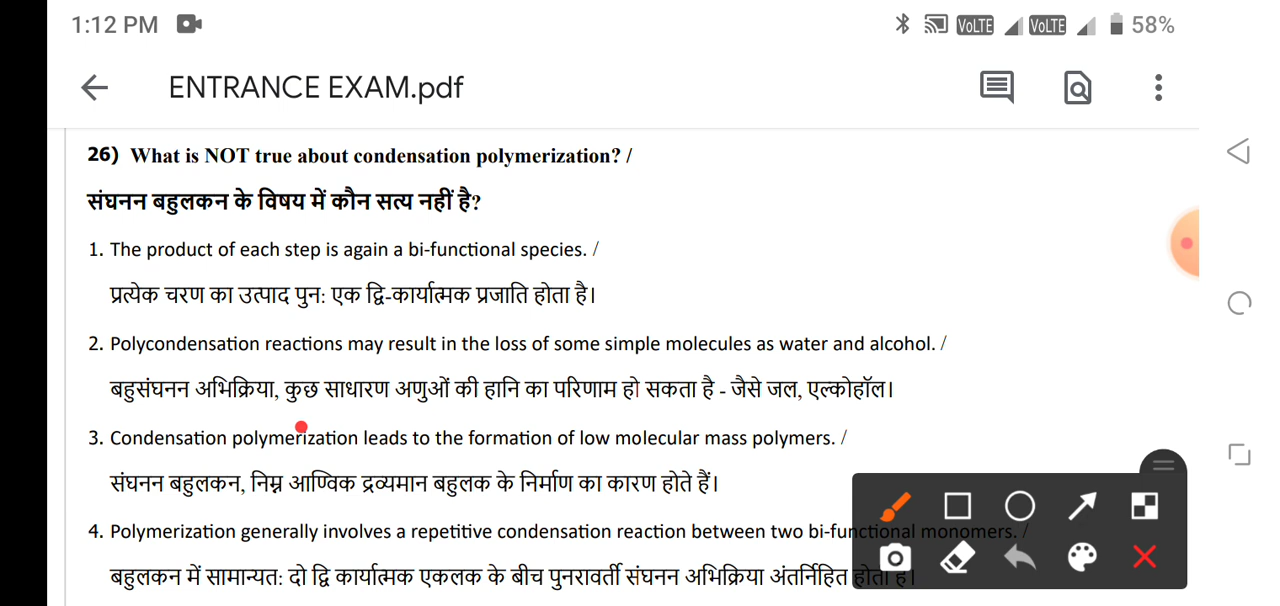 1:12 PM VoLTE VoLTE 58%
ENTRANCE EXAM.pdf
26) What is NOT true about condensation polymerization? /
संघनन बहुलकन के विषय में कौन सत्य नहीं है?
1. The product of each step is again a bi-functional species. /
प्रत्येक चरण का उत्पाद पुन: एक द्वि-कार्यात्मक प्रजाति होता है।
2. Polycondensation reactions may result in the loss of some simple molecules as water and alcohol. /
बहुसंघनन अभिक्रिया, कुछ साधारण अणुओं की हानि का परिणाम हो सकता है - जैसे जल, एल्कोहॉल।
3. Condensation polymerization leads to the formation of low molecular mass polymers. /
संघनन बहुलकन, निम्न आण्विक द्रव्यमान बहुलक के निर्माण का कारण होते हैं।
4. Polymerization generally involves a repetitive condensation reaction between two bi-functional monomers. /
बहुलकन में सामान्यत: दो द्वि कार्यात्मक एकलक के बीच पुनरावर्ती संघनन अभिक्रिया अंतर्निहित होता है।